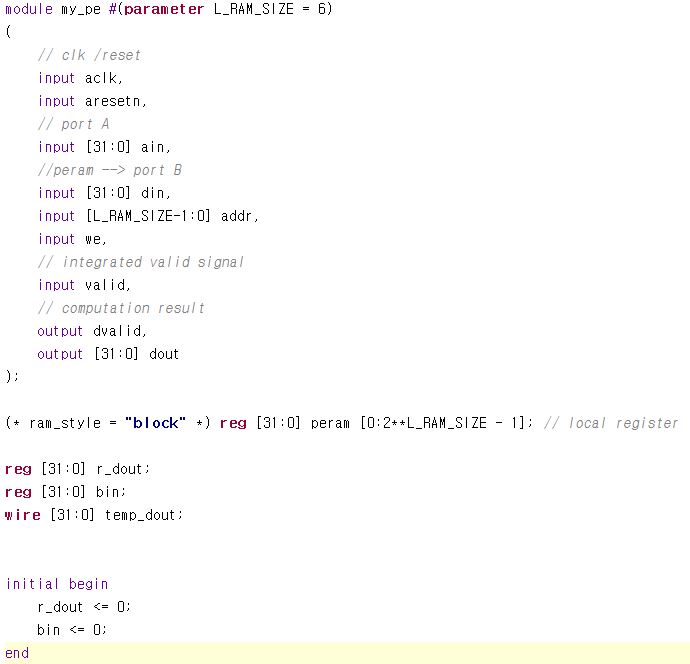 module my_pe #(parameter L_RAM_SIZE = 6)
(
// clk /reset
input aclk,
input aresetn,
// port A
input [31:0] ain,
//peram --> port B
input [31:0] din,
input [L_RAM_SIZE-1:0] addr,
input we,
// integrated valid signal
input valid,
// computation result
output dvalid,
output [31:0] dout
);
(* ram_style = "block" *) reg [31:0] peram [0:2**L_RAM_SIZE - 1]; // local register
reg [31:0] r_dout;
reg [31:0] bin;
wire [31:0] temp_dout;
initial begin
r_dout <= 0;
bin <= 0;
end